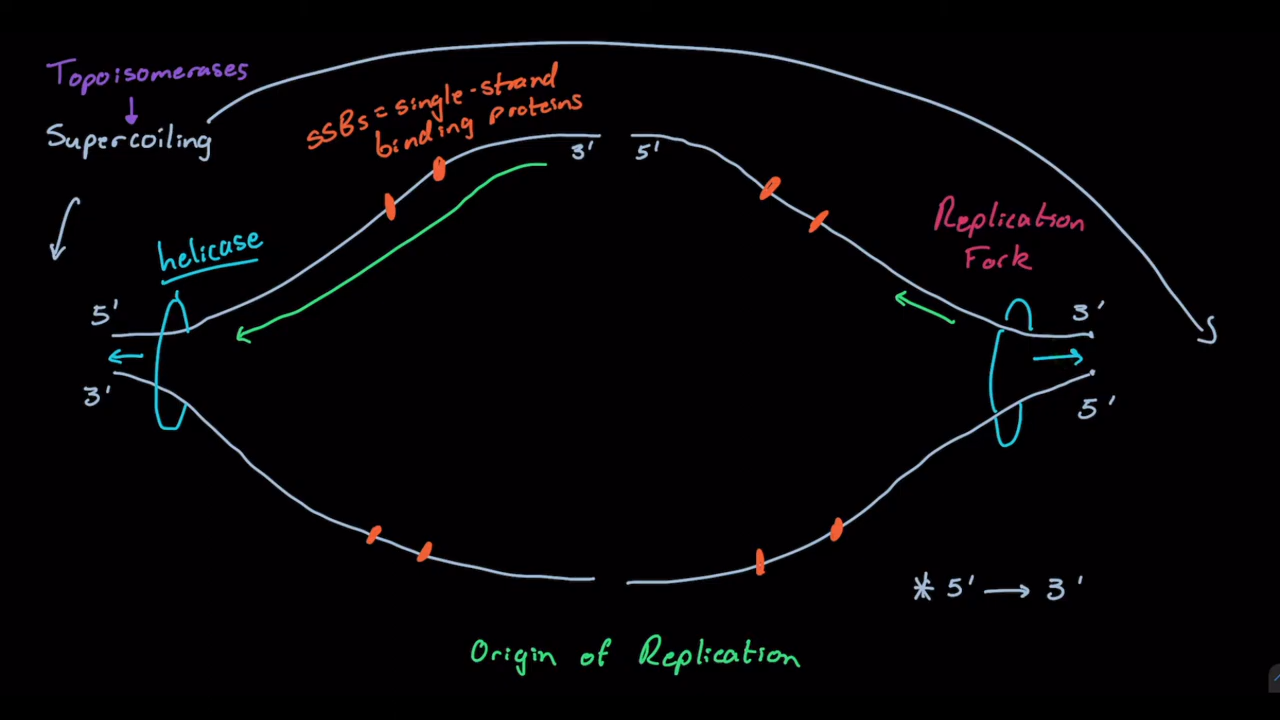 Topoisomerases
Supercoiling
SSBs = single-strand
binding proteins
3'
5'
helicase
Replication
Fork
5'
3'
3'
5'
* 5' → 3'
Origin of Replication